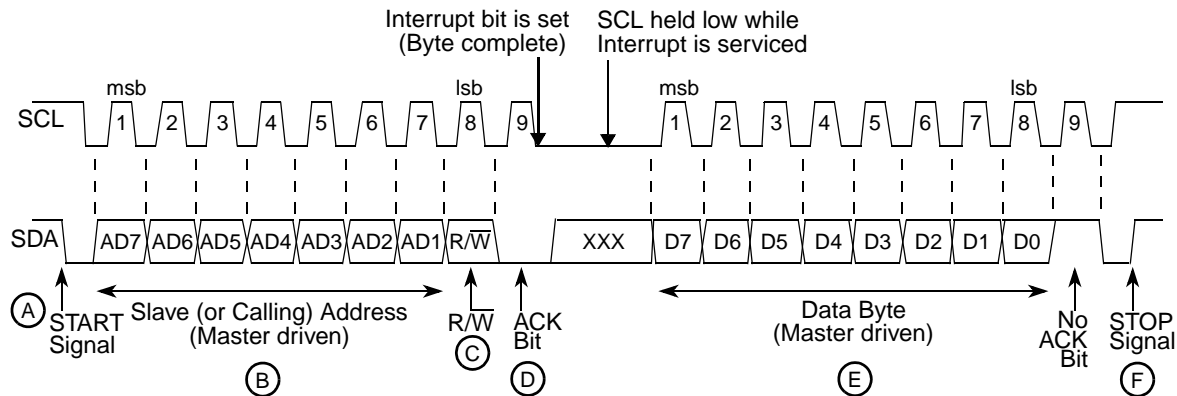 Interrupt bit is set
(Byte complete)
SCL held low while
Interrupt is serviced
msb lsb msb lsb
SCL 1 2 3 4 5 6 7 8 9 1 2 3 4 5 6 7 8 9
SDA AD7 AD6 AD5 AD4 AD3 AD2 AD1 R/W̅ XXX D7 D6 D5 D4 D3 D2 D1 D0
A
START
Signal
Slave (or Calling) Address
(Master driven)
B
R/W̅
C
ACK
Bit
D
Data Byte
(Master driven)
E
No
ACK
Bit
STOP
Signal
F